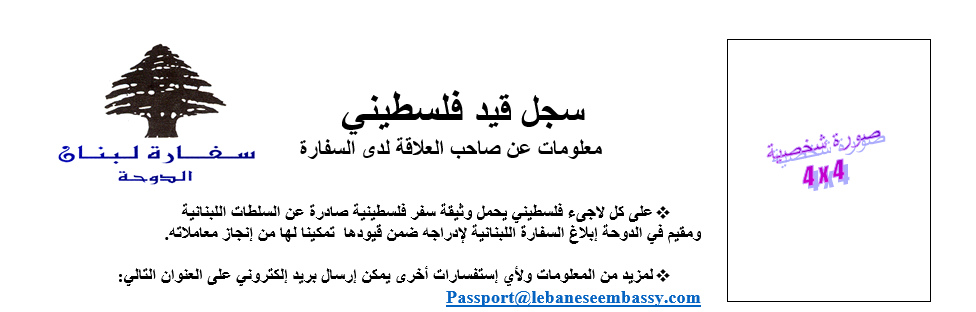 سفارة لبنان
الدوحة
سجل قيد فلسطيني
معلومات عن صاحب العلاقة لدى السفارة
صورة شخصية
4x4
❖ على كل لاجىء فلسطيني يحمل وثيقة سفر فلسطينية صادرة عن السلطات اللبنانية
ومقيم في الدوحة إبلاغ السفارة اللبنانية لإدراجه ضمن قيودها تمكينا لها من إنجاز معاملاته.
❖ لمزيد من المعلومات ولأي إستفسارات أخرى يمكن إرسال بريد إلكتروني على العنوان التالي:
Passport@lebaneseembassy.com